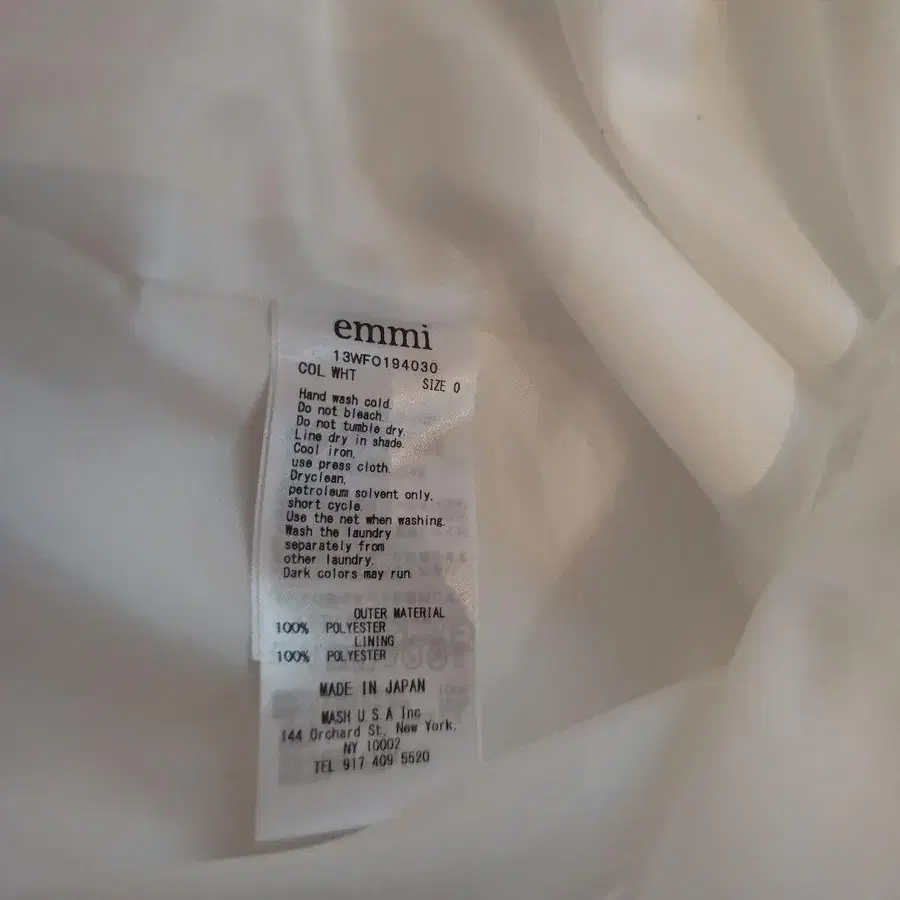 emmi
13WFO194030
COL WHT SIZE 0
Hand wash cold.
Do not bleach.
Do not tumble dry.
Line dry in shade.
Cool iron,
use press cloth.
Dryclean,
petroleum solvent only,
short cycle.
Use the net when washing.
Wash the laundry
separately from
other laundry.
Dark colors may run.
OUTER MATERIAL
100% POLYESTER
LINING
100% POLYESTER
MADE IN JAPAN
MASH U.S.A Inc
144 Orchard St, New York,
NY 10002
TEL 917 409 5520